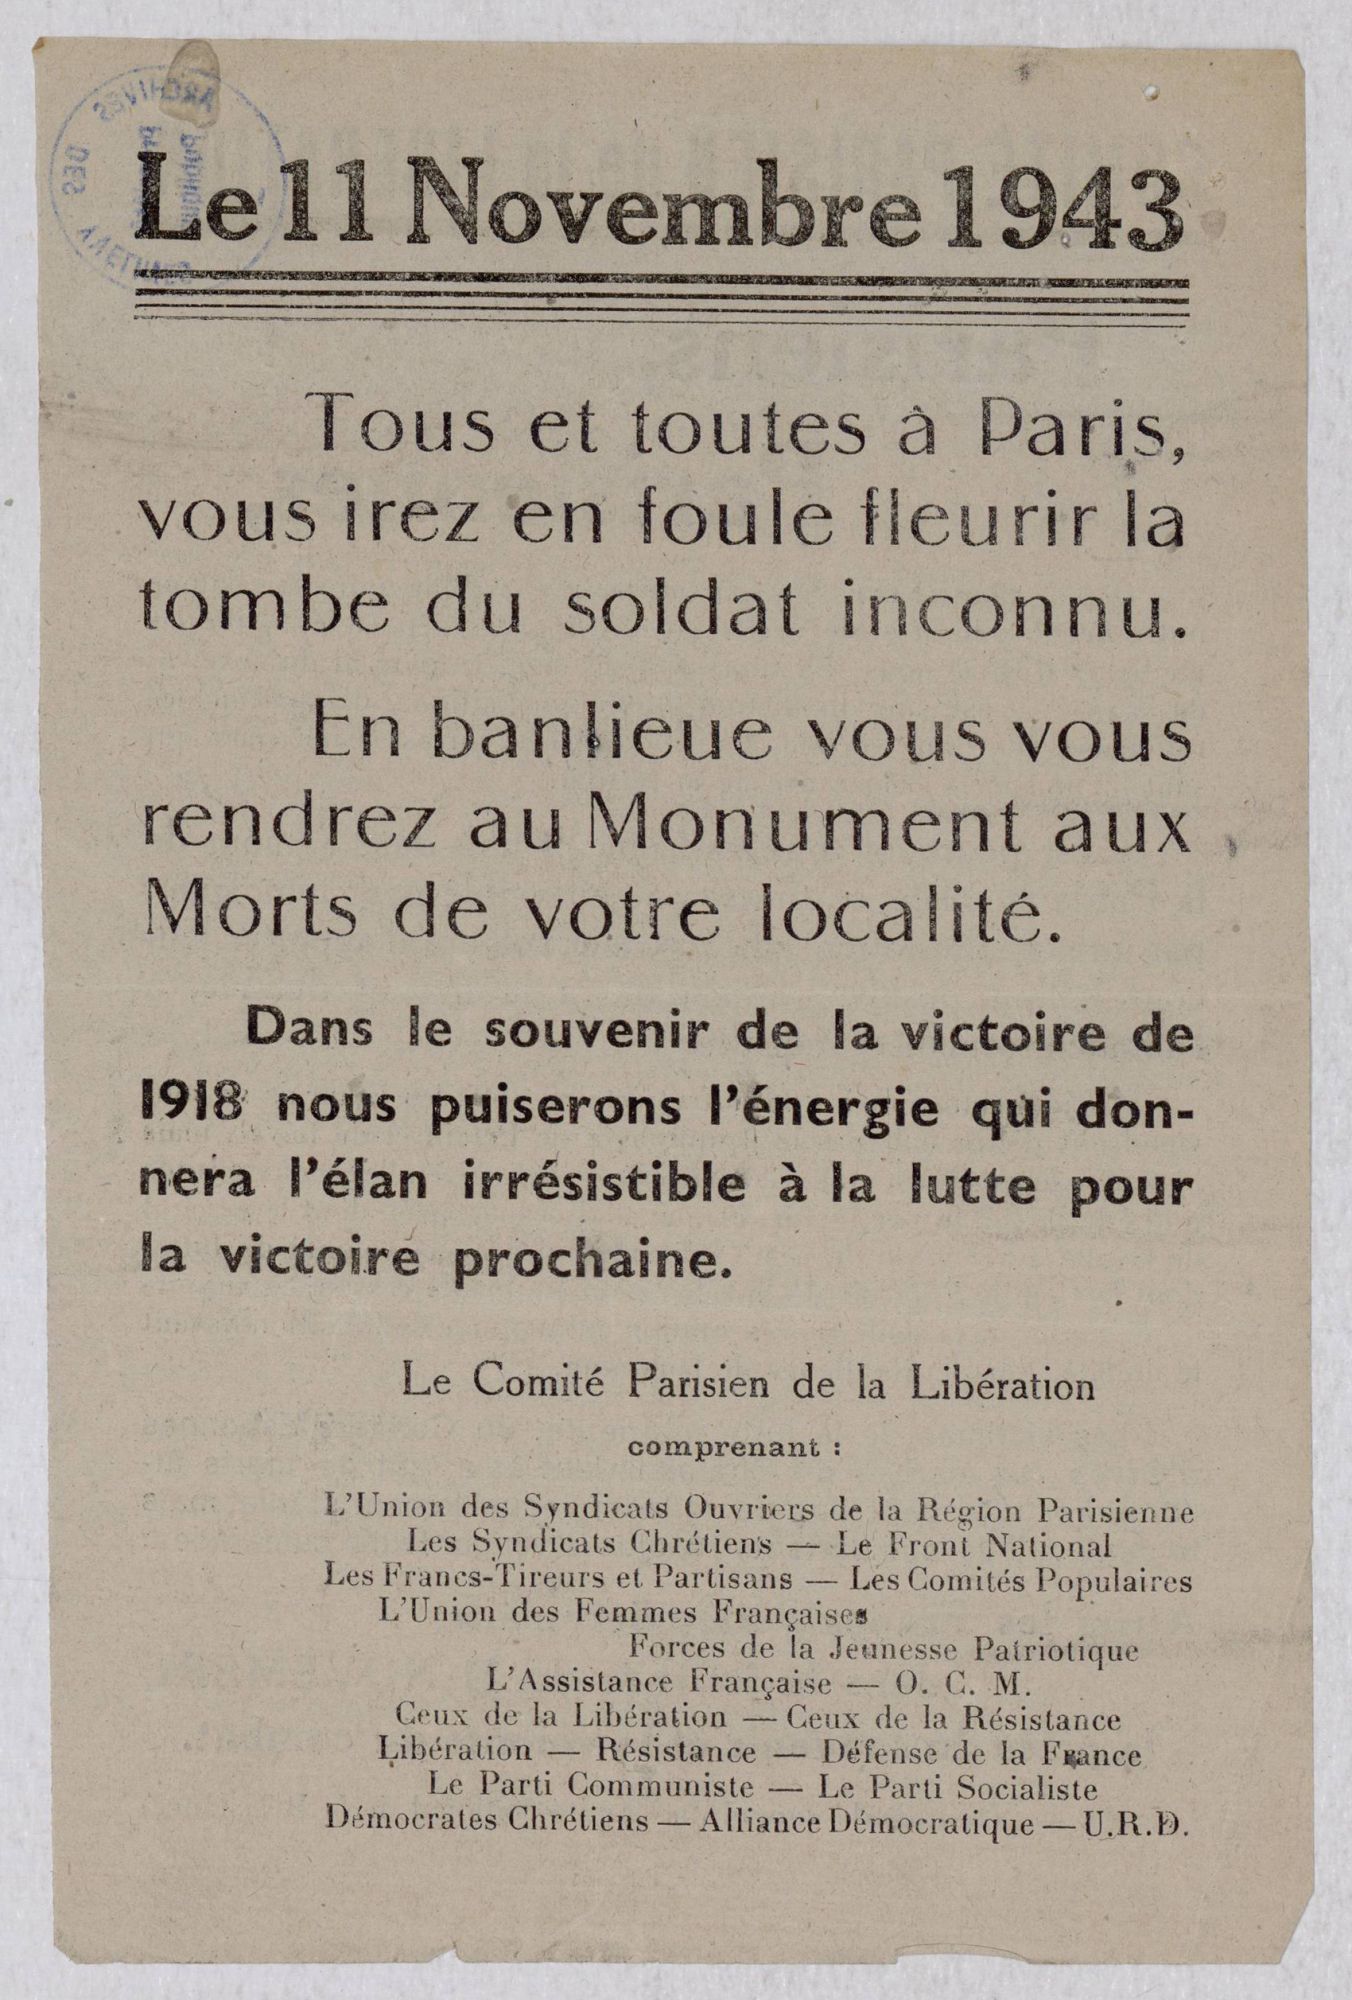 ARCHIVES
DES
Le 11 Novembre 1943
Tous et toutes à Paris,
vous irez en foule fleurir la
tombe du soldat inconnu.
En banlieue vous vous
rendrez au Monument aux
Morts de votre localité.
Dans le souvenir de la victoire de
1918 nous puiserons l'énergie qui don-
nera l'élan irrésistible à la lutte pour
la victoire prochaine.
Le Comité Parisien de la Libération
comprenant :
L'Union des Syndicats Ouvriers de la Région Parisienne
Les Syndicats Chrétiens — Le Front National
Les Francs-Tireurs et Partisans — Les Comités Populaires
L'Union des Femmes Françaises
Forces de la Jeunesse Patriotique
L'Assistance Française — O. C. M.
Ceux de la Libération — Ceux de la Résistance
Libération — Résistance — Défense de la France
Le Parti Communiste — Le Parti Socialiste
Démocrates Chrétiens — Alliance Démocratique — U.R.D.